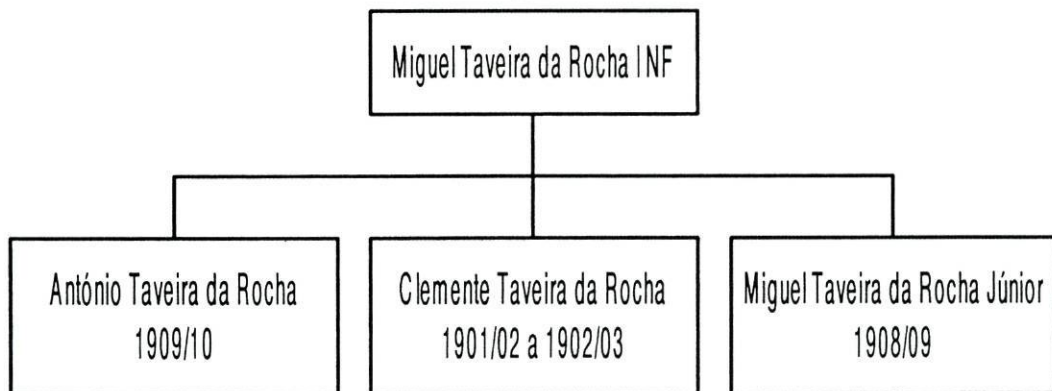 Miguel Taveira da Rocha INF
António Taveira da Rocha
1909/10
Clemente Taveira da Rocha
1901/02 a 1902/03
Miguel Taveira da Rocha Júnior
1908/09